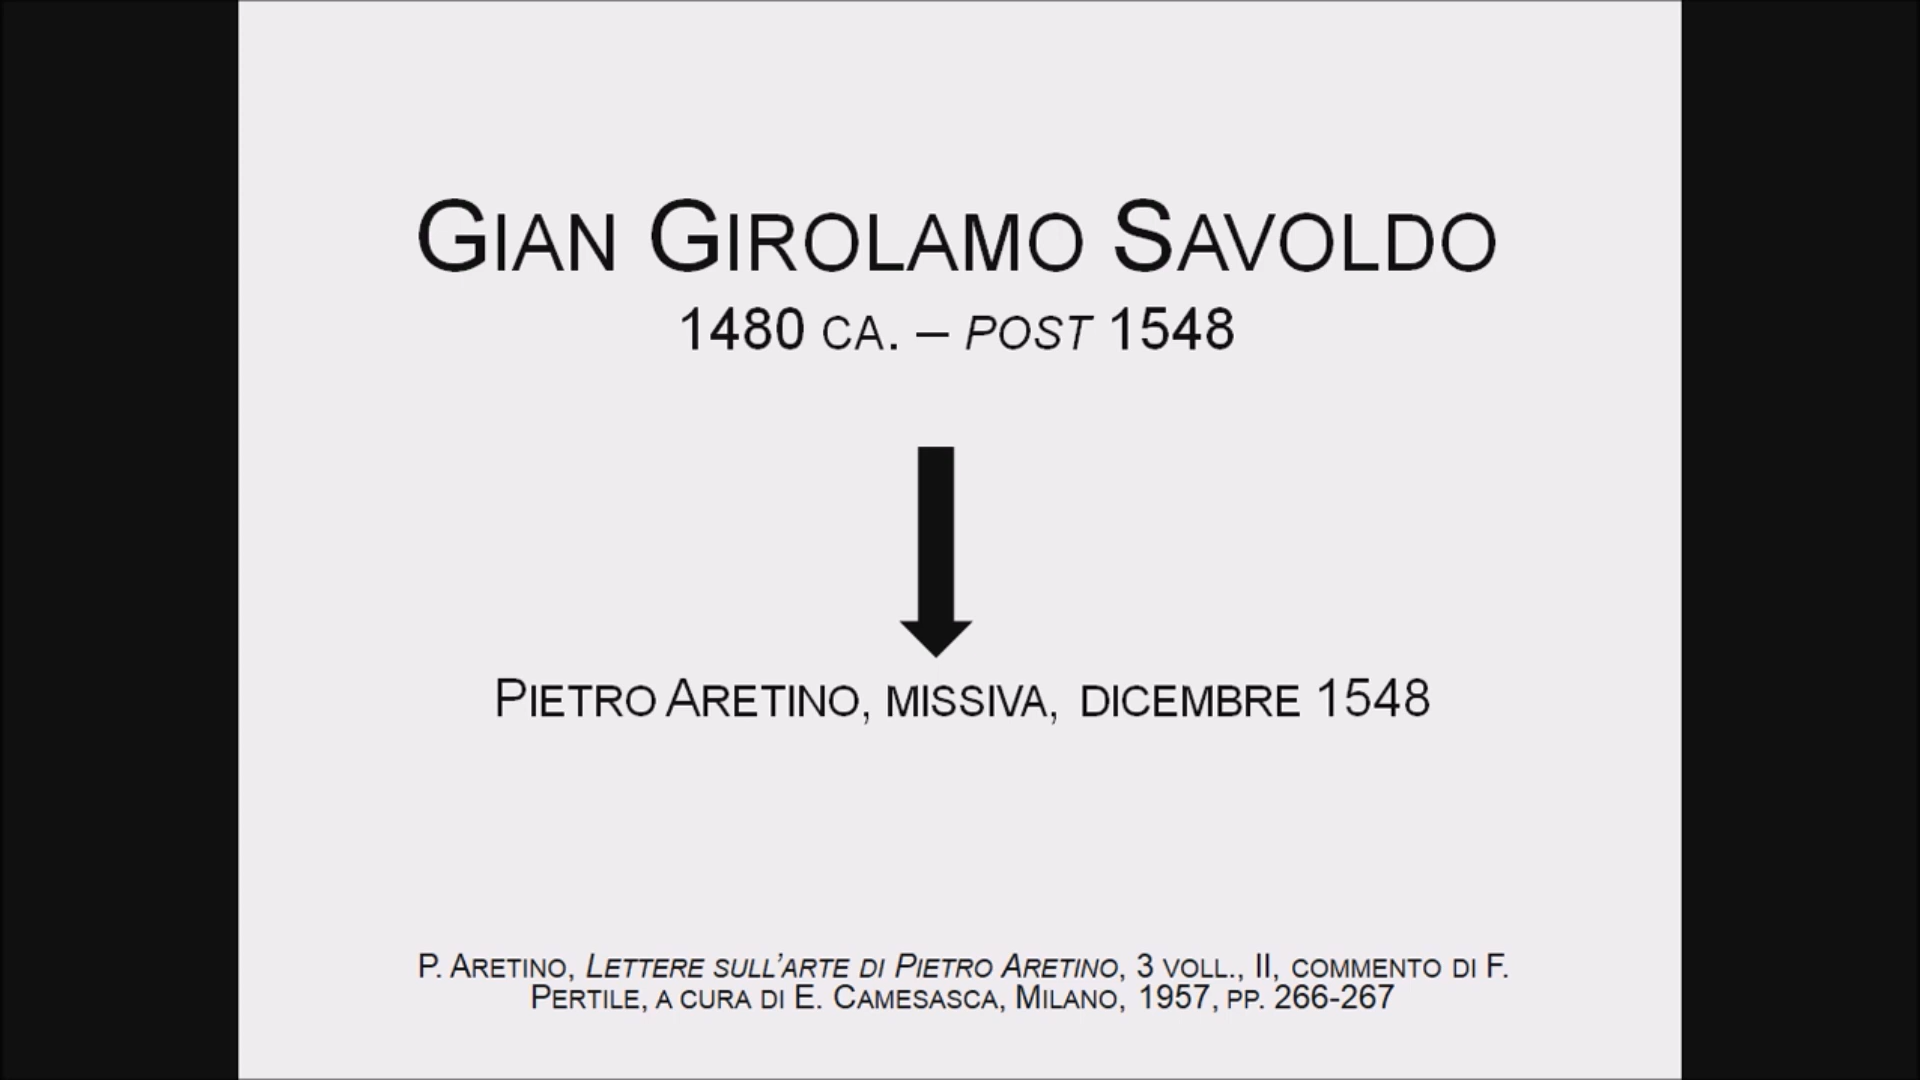 Gian Girolamo Savoldo
1480 ca. – post 1548
Pietro Aretino, missiva, dicembre 1548
P. Aretino, Lettere sull’arte di Pietro Aretino, 3 voll., II, commento di F.
Pertile, a cura di E. Camesasca, Milano, 1957, pp. 266-267